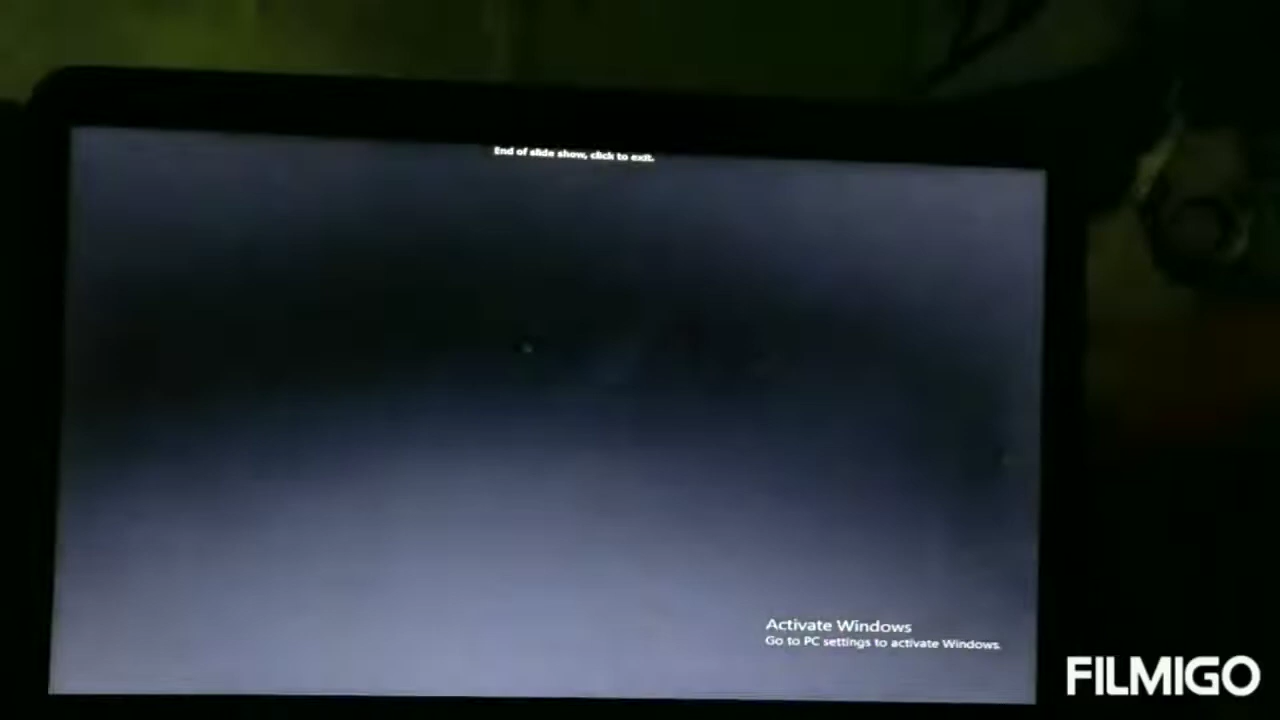 End of slide show, click to exit.
Activate Windows
Go to PC settings to activate Windows.
FILMIGO